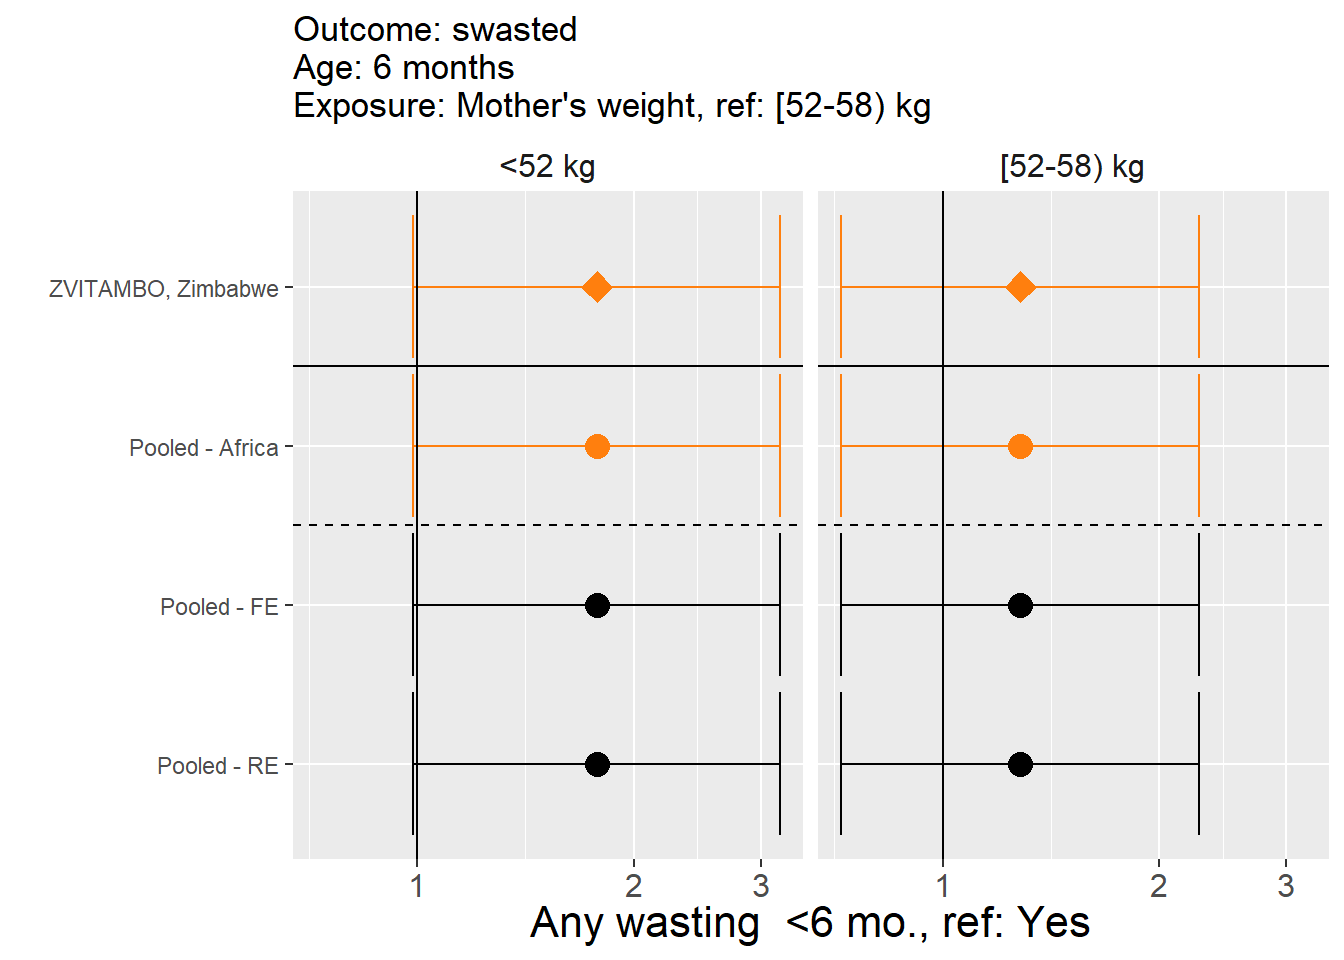 Outcome: swasted
Age: 6 months
Exposure: Mother's weight, ref: [52-58) kg
<52 kg
[52-58) kg
ZVITAMBO, Zimbabwe
Pooled - Africa
Pooled - FE
Pooled - RE
1 2 3 1 2 3
Any wasting  <6 mo., ref: Yes